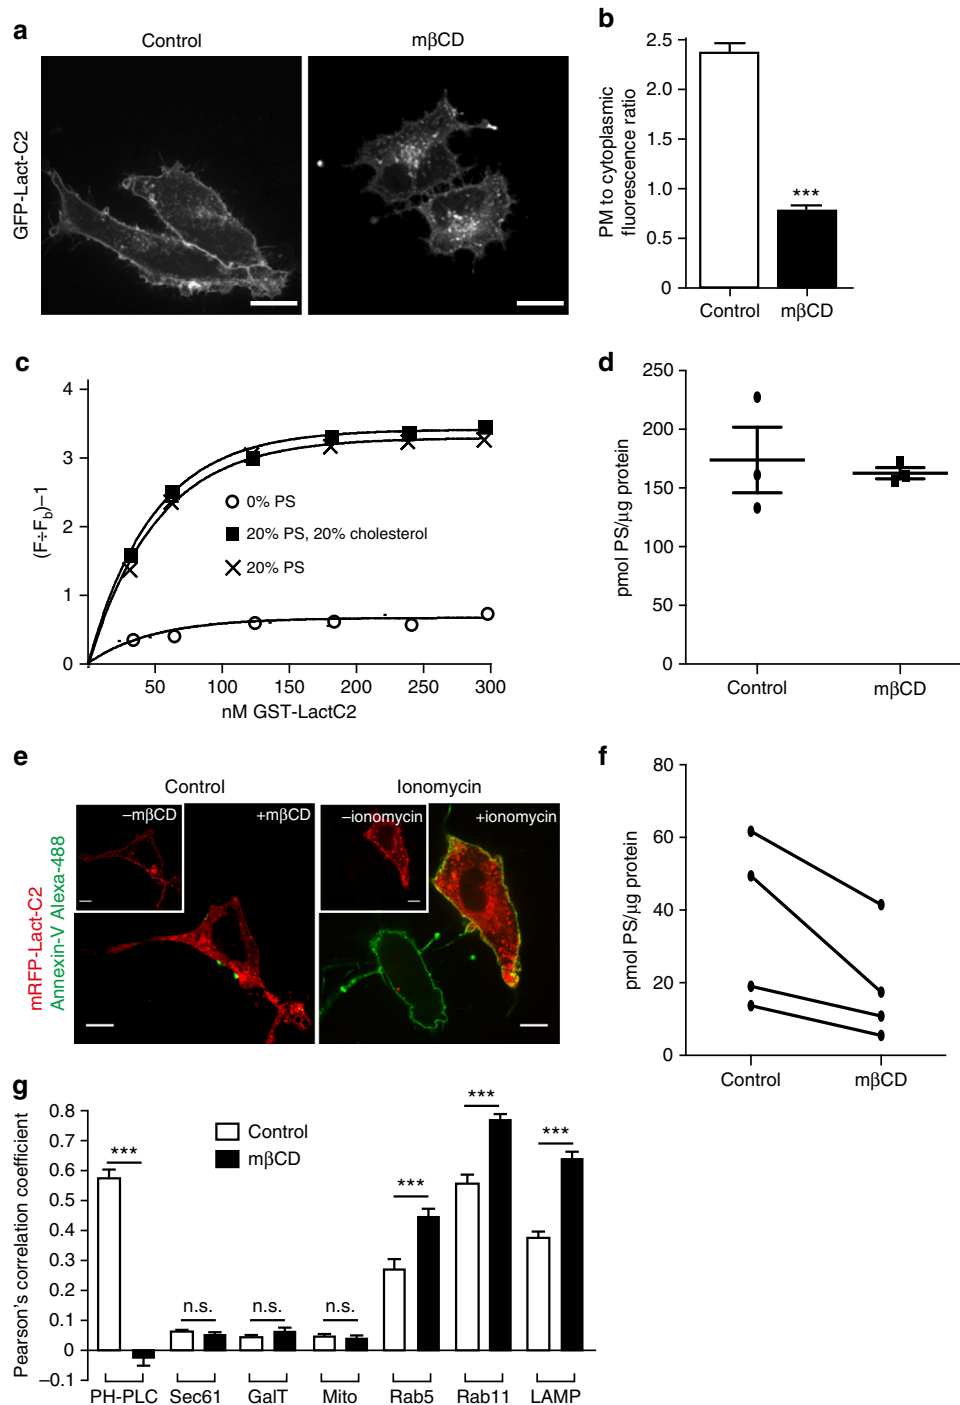 a
Control
mβCD
GFP-Lact-C2
b
PM to cytoplasmic
fluorescence ratio
2.5
2.0
1.5
1.0
0.5
0
***
Control
mβCD
c
(F÷Fb)–1
4
3
2
1
0
0% PS
20% PS, 20% cholesterol
20% PS
50
100
150
200
250
300
nM GST-LactC2
d
pmol PS/μg protein
250
200
150
100
50
0
Control
mβCD
e
Control
Ionomycin
mRFP-Lact-C2
Annexin-V Alexa-488
–mβCD
+mβCD
–ionomycin
+ionomycin
f
pmol PS/μg protein
80
60
40
20
0
Control
mβCD
g
Pearson's correlation coefficient
0.8
0.7
0.6
0.5
0.4
0.3
0.2
0.1
0
–0.1
Control
mβCD
***
n.s.
n.s.
n.s.
***
***
***
PH-PLC
Sec61
GalT
Mito
Rab5
Rab11
LAMP